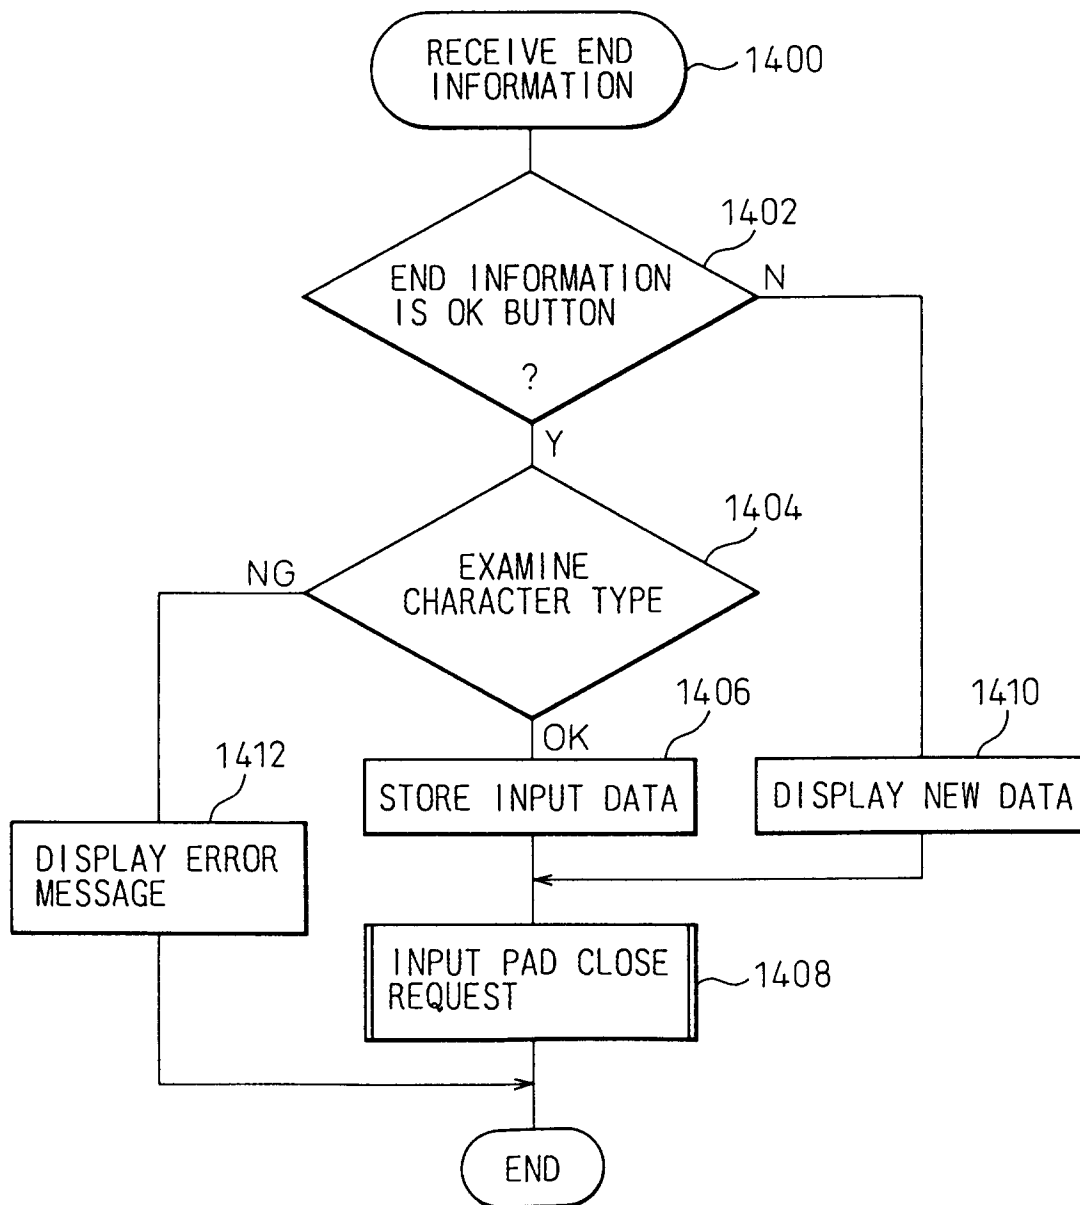 RECEIVE END
INFORMATION
1400
1402
END INFORMATION
IS OK BUTTON
?
N
Y
1404
EXAMINE
CHARACTER TYPE
NG
OK
1406
STORE INPUT DATA
1410
DISPLAY NEW DATA
1412
DISPLAY ERROR
MESSAGE
INPUT PAD CLOSE
REQUEST
1408
END